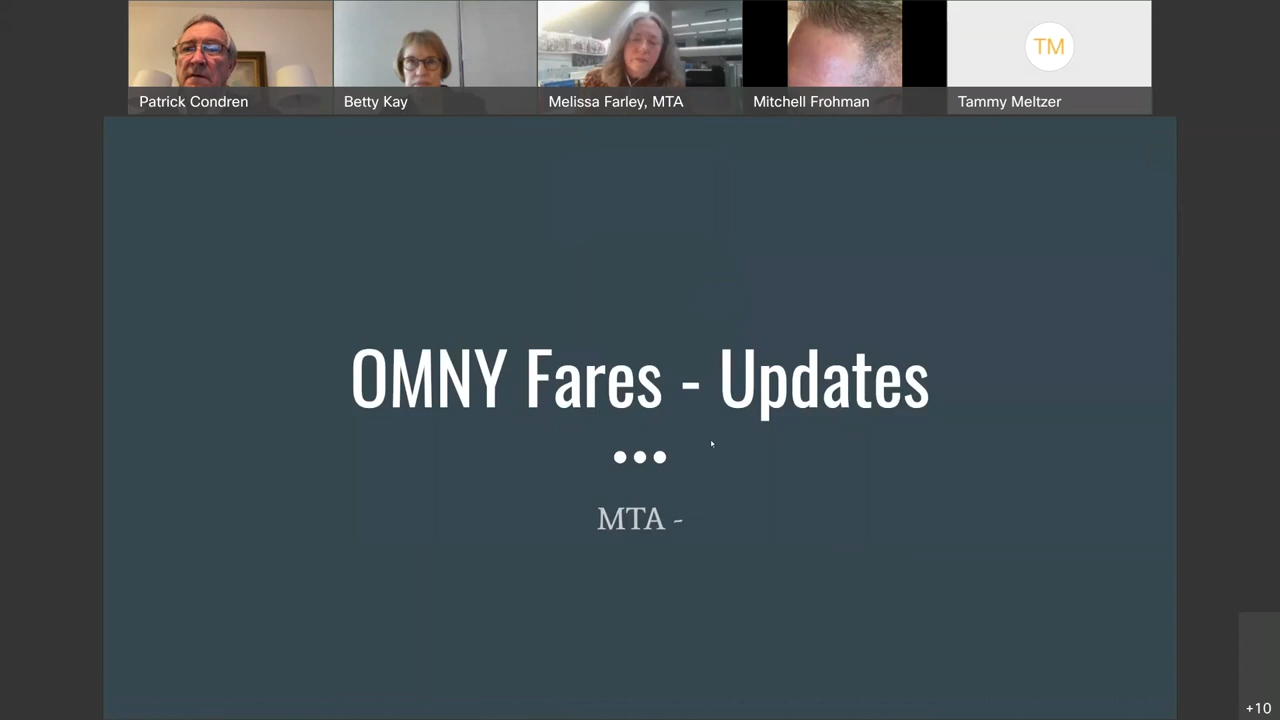 Patrick Condren
Betty Kay
Melissa Farley, MTA
Mitchell Frohman
TM
Tammy Meltzer
OMNY Fares - Updates
MTA -
+10